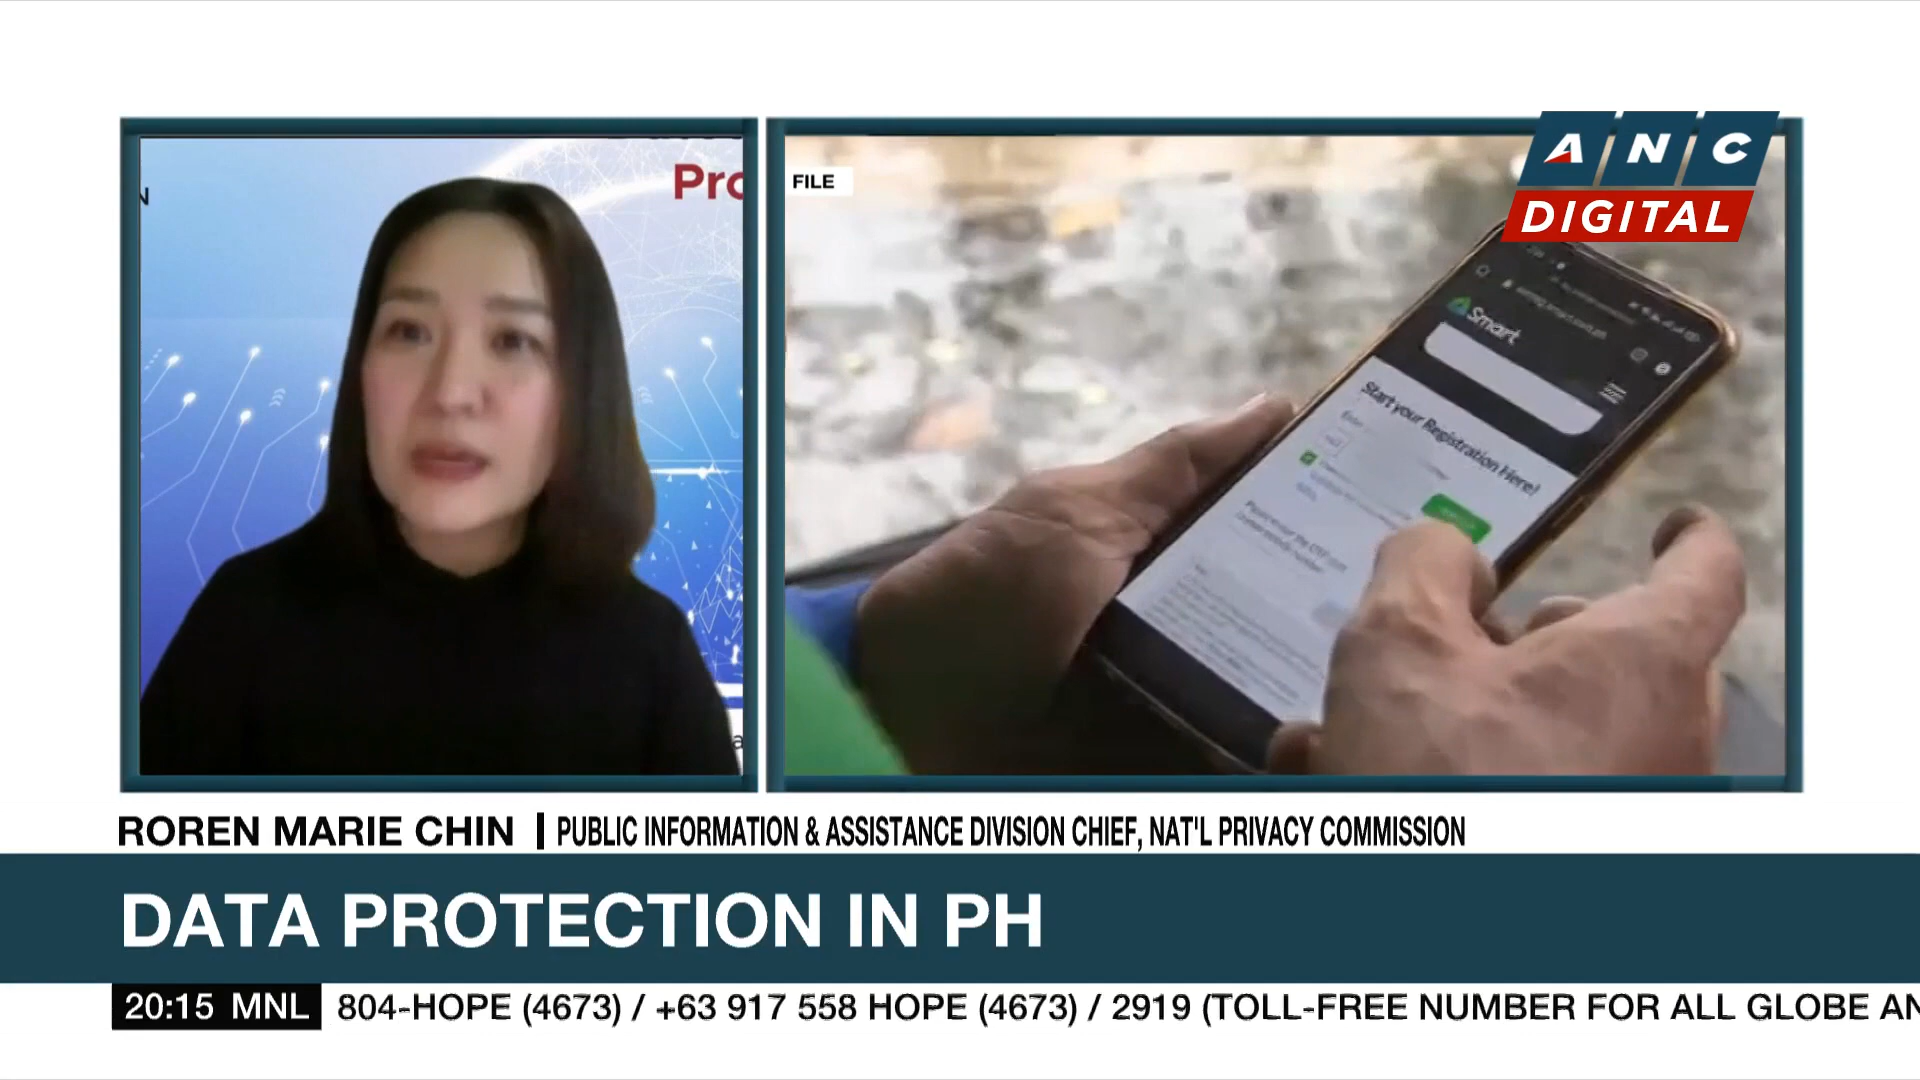 ANC
DIGITAL
FILE
Pro
N
Smart
Start your Registration Here!
ROREN MARIE CHIN | PUBLIC INFORMATION & ASSISTANCE DIVISION CHIEF, NAT'L PRIVACY COMMISSION
DATA PROTECTION IN PH
20:15 MNL 804-HOPE (4673) / +63 917 558 HOPE (4673) / 2919 (TOLL-FREE NUMBER FOR ALL GLOBE AN